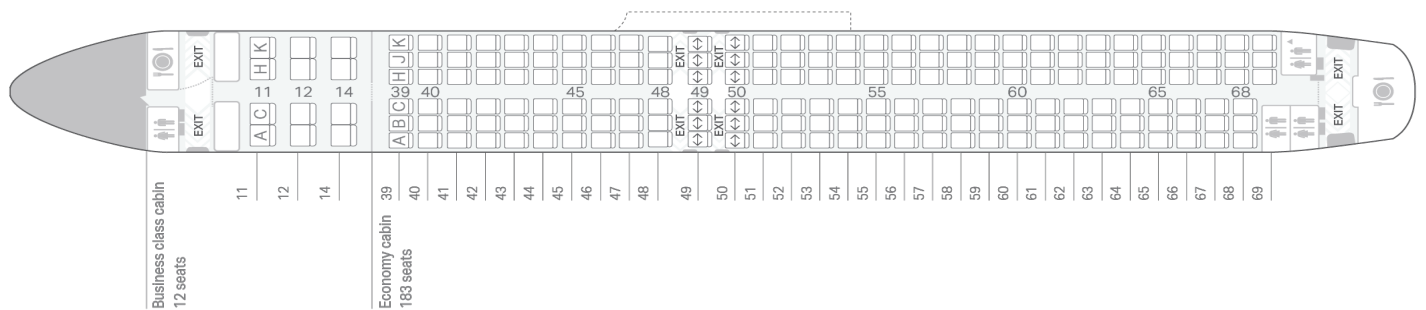 EXIT EXIT EXIT EXIT
K K
H J
H
11 12 14 39 40 45 48 49 50 55 60 65 68
C C
A B
A
EXIT EXIT EXIT EXIT
11 12 14 39 40 41 42 43 44 45 46 47 48 49 50 51 52 53 54 55 56 57 58 59 60 61 62 63 64 65 66 67 68 69
Business class cabin
12 seats
Economy cabin
183 seats